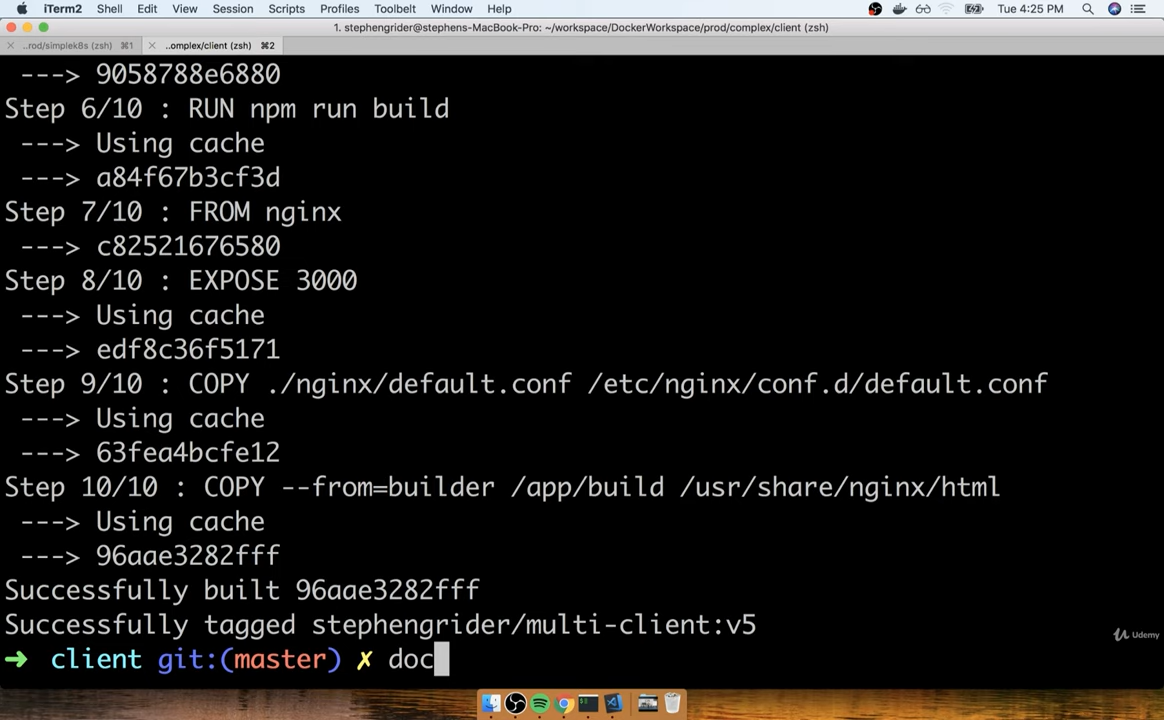 iTerm2 Shell Edit View Session Scripts Profiles Toolbelt Window Help Tue 4:25 PM
1. stephengrider@stephens-MacBook-Pro: ~/workspace/DockerWorkspace/prod/complex/client (zsh)
..rod/simplek8s (zsh) ⌘1 ..omplex/client (zsh) ⌘2
---> 9058788e6880
Step 6/10 : RUN npm run build
---> Using cache
---> a84f67b3cf3d
Step 7/10 : FROM nginx
---> c82521676580
Step 8/10 : EXPOSE 3000
---> Using cache
---> edf8c36f5171
Step 9/10 : COPY ./nginx/default.conf /etc/nginx/conf.d/default.conf
---> Using cache
---> 63fea4bcfe12
Step 10/10 : COPY --from=builder /app/build /usr/share/nginx/html
---> Using cache
---> 96aae3282fff
Successfully built 96aae3282fff
Successfully tagged stephengrider/multi-client:v5
➜ client git:(master) ✗ doc
Udemy